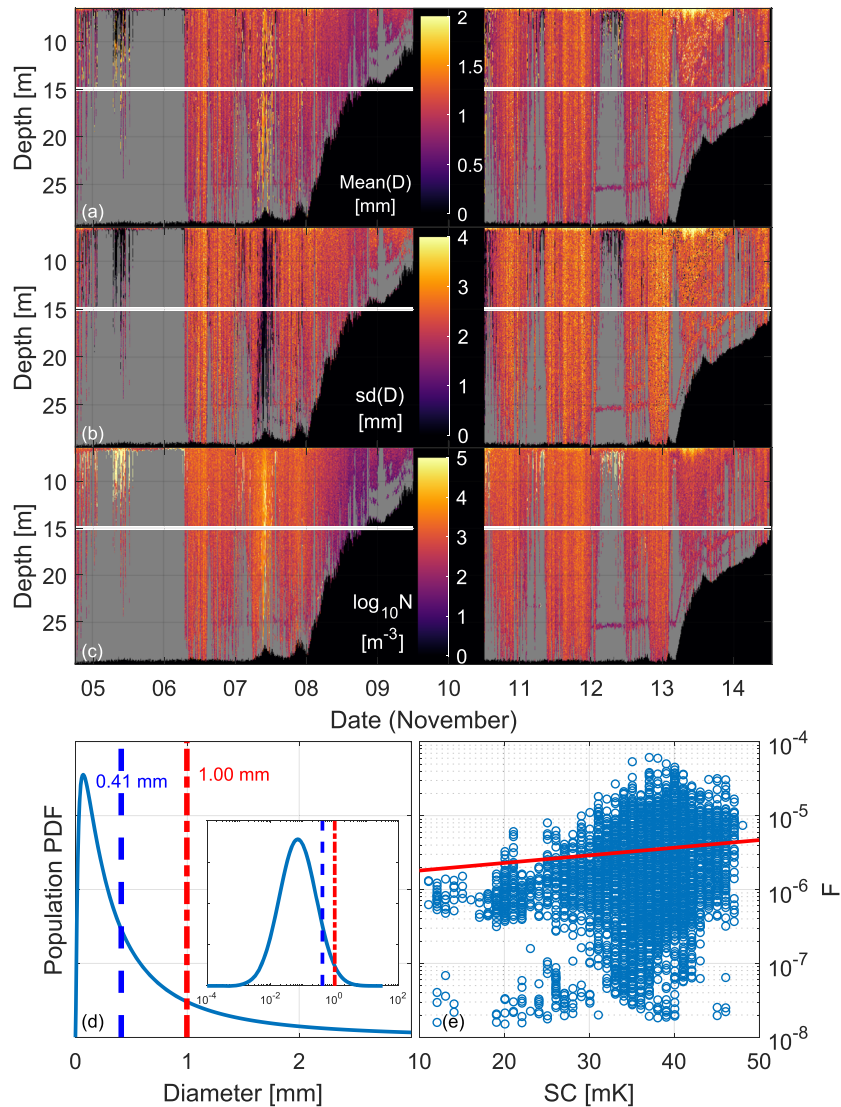 10
15
20
25
Depth [m]
(a)
Mean(D)
[mm]
2
1.5
1
0.5
0
10
15
20
25
Depth [m]
(b)
sd(D)
[mm]
4
3
2
1
0
10
15
20
25
Depth [m]
(c)
log10N
[m-3]
5
4
3
2
1
0
05 06 07 08 09 10 11 12 13 14
Date (November)
Population PDF
0.41 mm
1.00 mm
10-4 10-2 100 102
(d)
0 1 2
Diameter [mm]
10-4
10-5
10-6
10-7
10-8
F
(e)
10 20 30 40 50
SC [mK]